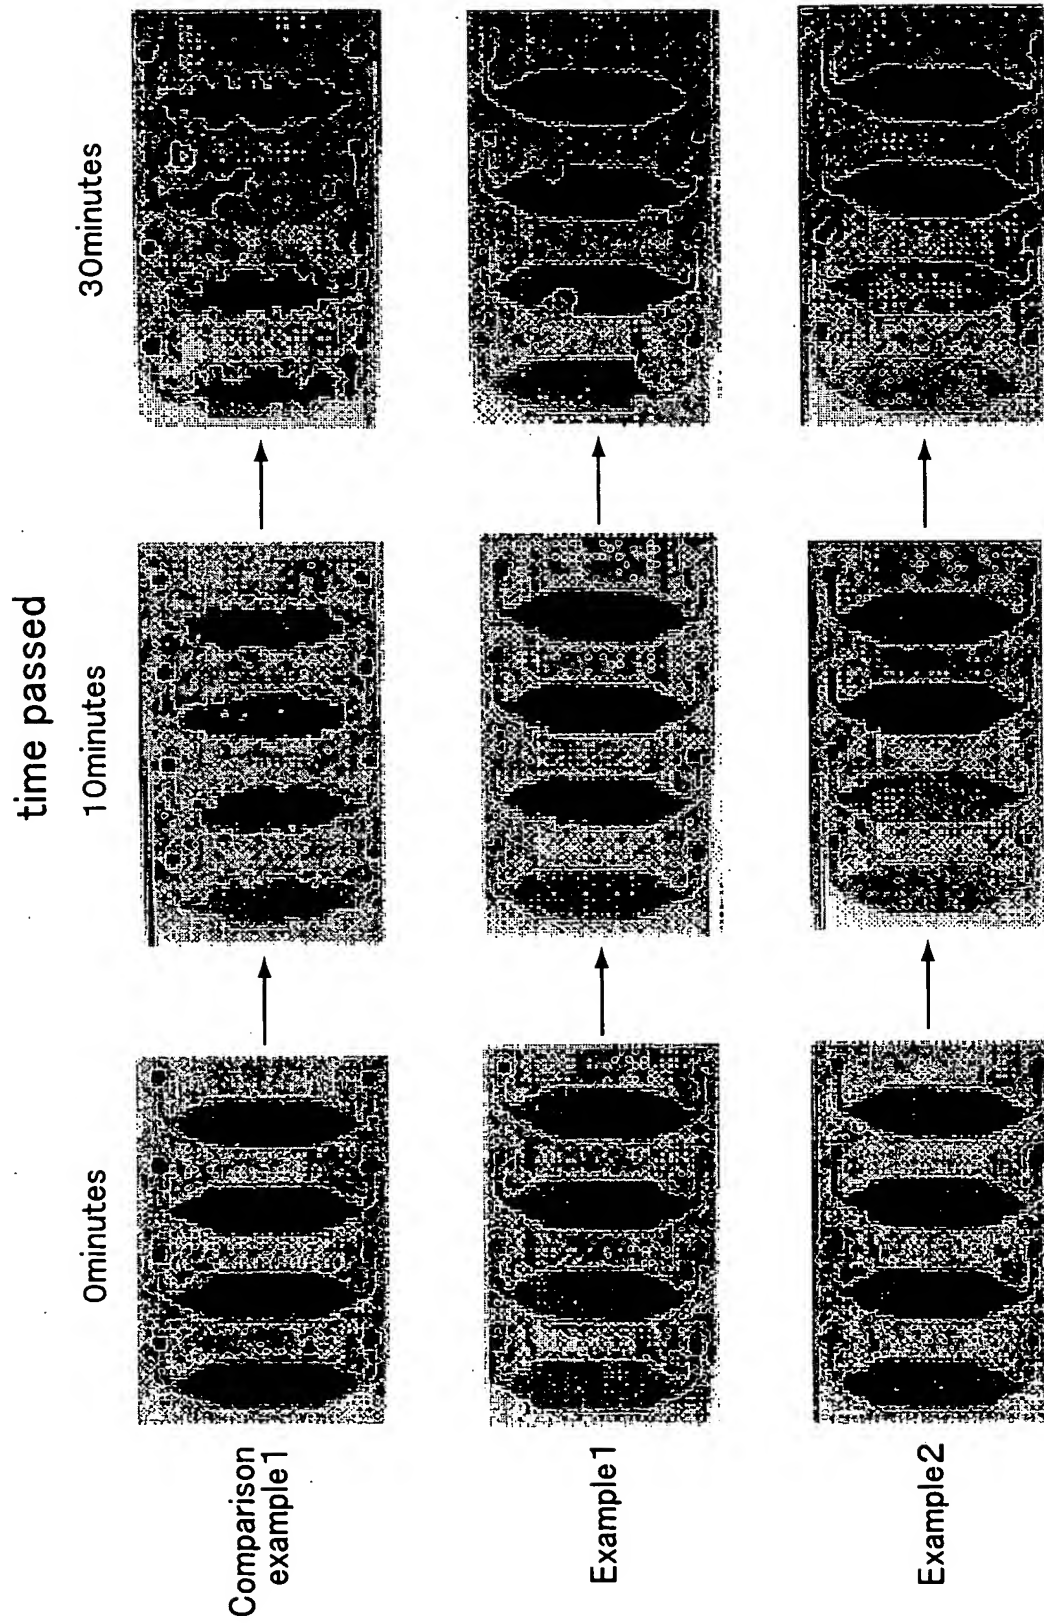 time passed
0minutes
10minutes
30minutes
Comparison
example1
Example1
Example2